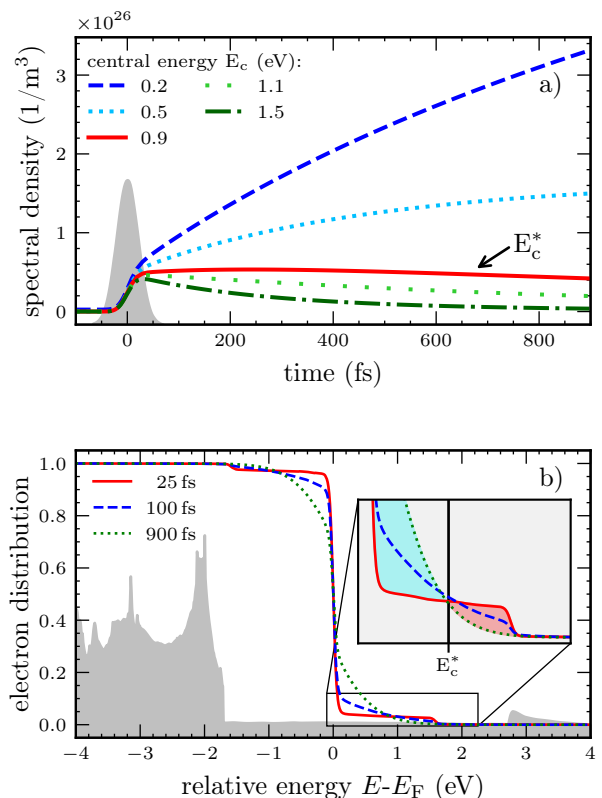 ×10²⁶
3
2
1
0
spectral density (1/m³)
central energy E_c (eV):
0.2
0.5
0.9
1.1
1.5
a)
E_c^*
0 200 400 600 800
time (fs)
1.0
0.8
0.6
0.4
0.2
0.0
electron distribution
25 fs
100 fs
900 fs
b)
E_c^*
−4 −3 −2 −1 0 1 2 3 4
relative energy E-E_F (eV)